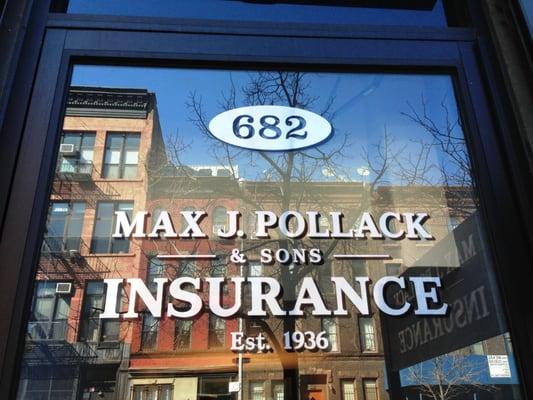 682
MAX J. POLLACK
& SONS
INSURANCE
EST. 1936